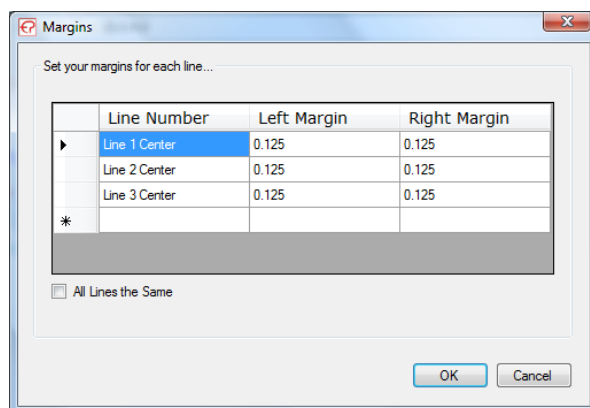 Margins
Set your margins for each line...
Line Number Left Margin Right Margin
Line 1 Center 0.125 0.125
Line 2 Center 0.125 0.125
Line 3 Center 0.125 0.125
*
All Lines the Same
OK Cancel